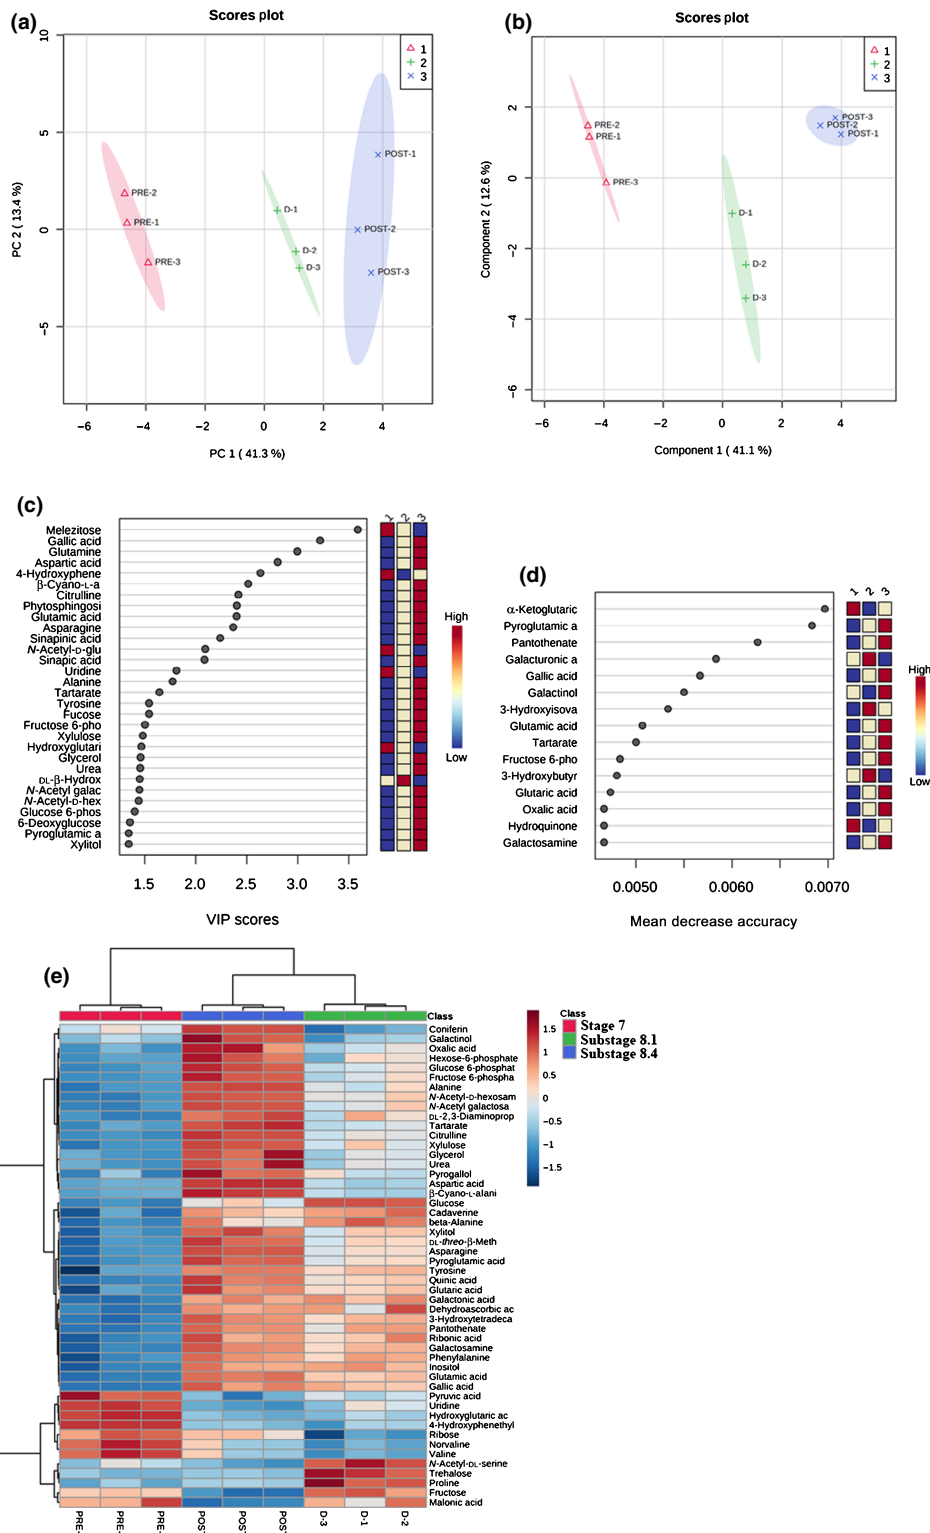 (a)
Scores plot
1
2
3
10
5
0
−5
PC 2 ( 13.4 %)
PRE-2
PRE-1
PRE-3
D-1
D-2
D-3
POST-1
POST-2
POST-3
−6 −4 −2 0 2 4
PC 1 ( 41.3 %)
(b)
Scores plot
1
2
3
2
0
−2
−4
−6
Component 2 ( 12.6 %)
PRE-2
PRE-1
PRE-3
D-1
D-2
D-3
POST-3
POST-2
POST-1
−6 −4 −2 0 2 4
Component 1 ( 41.1 %)
(c)
1 2 3
Melezitose
Gallic acid
Glutamine
Aspartic acid
4-Hydroxyphene
β-Cyano-L-a
Citrulline
Phytosphingosi
Glutamic acid
Asparagine
Sinapinic acid
N-Acetyl-D-glu
Sinapic acid
Uridine
Alanine
Tartarate
Tyrosine
Fucose
Fructose 6-pho
Xylulose
Hydroxyglutari
Glycerol
Urea
DL-β-Hydrox
N-Acetyl galac
N-Acetyl-D-hex
Glucose 6-phos
6-Deoxyglucose
Pyroglutamic a
Xylitol
High
Low
1.5 2.0 2.5 3.0 3.5
VIP scores
(d)
1 2 3
α-Ketoglutaric
Pyroglutamic a
Pantothenate
Galacturonic a
Gallic acid
Galactinol
3-Hydroxyisova
Glutamic acid
Tartarate
Fructose 6-pho
3-Hydroxybutyr
Glutaric acid
Oxalic acid
Hydroquinone
Galactosamine
High
Low
0.0050 0.0060 0.0070
Mean decrease accuracy
(e)
Class
Coniferin
Galactinol
Oxalic acid
Hexose-6-phosphate
Glucose 6-phosphat
Fructose 6-phospha
Alanine
N-Acetyl-D-hexosam
N-Acetyl galactosa
DL-2,3-Diaminoprop
Tartarate
Citrulline
Xylulose
Glycerol
Urea
Pyrogallol
Aspartic acid
β-Cyano-L-alani
Glucose
Cadaverine
beta-Alanine
Xylitol
DL-threo-β-Meth
Asparagine
Pyroglutamic acid
Tyrosine
Quinic acid
Glutaric acid
Galactonic acid
Dehydroascorbic ac
3-Hydroxytetradeca
Pantothenate
Ribonic acid
Galactosamine
Phenylalanine
Inositol
Glutamic acid
Gallic acid
Pyruvic acid
Uridine
Hydroxyglutaric ac
4-Hydroxyphenethyl
Ribose
Norvaline
Valine
N-Acetyl-DL-serine
Trehalose
Proline
Fructose
Malonic acid
PRE- PRE- PRE- POS- POS- POS- D-3 D-1 D-2
1.5
1
0.5
0
−0.5
−1
−1.5
Class
Stage 7
Substage 8.1
Substage 8.4